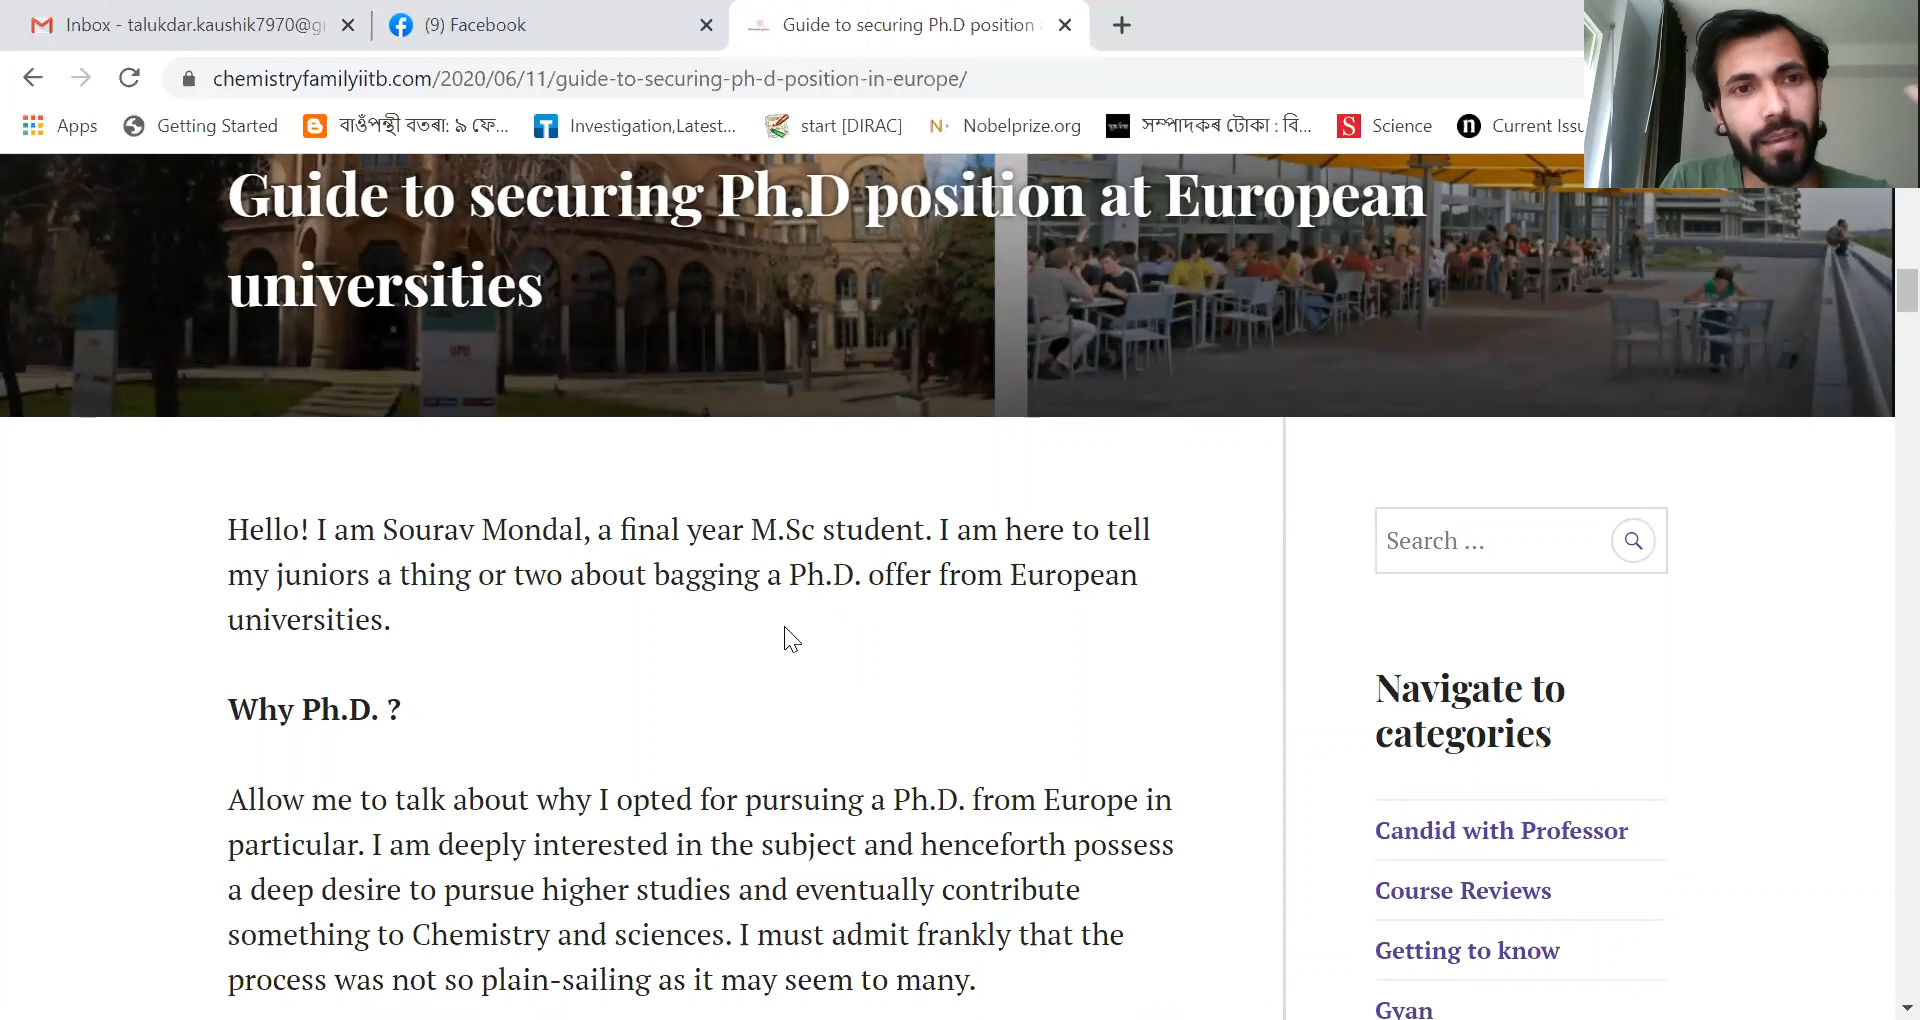 Inbox - talukdar.kaushik7970@g
(9) Facebook
Guide to securing Ph.D position
chemistryfamilyiitb.com/2020/06/11/guide-to-securing-ph-d-position-in-europe/
Apps
Getting Started
বাওঁপন্থী বতৰা: ৯ ফে...
Investigation,Latest...
start [DIRAC]
Nobelprize.org
সম্পাদকৰ টোকা : বি...
Science
Current Issu
Guide to securing Ph.D position at European
universities
Hello! I am Sourav Mondal, a final year M.Sc student. I am here to tell
my juniors a thing or two about bagging a Ph.D. offer from European
universities.
Search ...
Why Ph.D. ?
Navigate to
categories
Allow me to talk about why I opted for pursuing a Ph.D. from Europe in
particular. I am deeply interested in the subject and henceforth possess
a deep desire to pursue higher studies and eventually contribute
something to Chemistry and sciences. I must admit frankly that the
process was not so plain-sailing as it may seem to many.
Candid with Professor
Course Reviews
Getting to know
Gyan